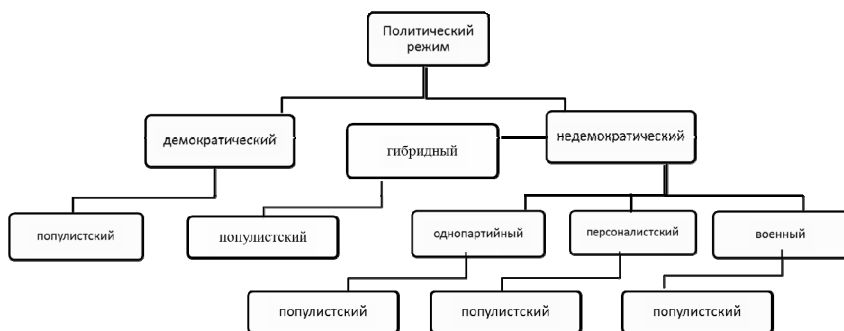 Политический
режим
демократический
гибридный
недемократический
популистский
популистский
однопартийный
персоналистский
военный
популистский
популистский
популистский